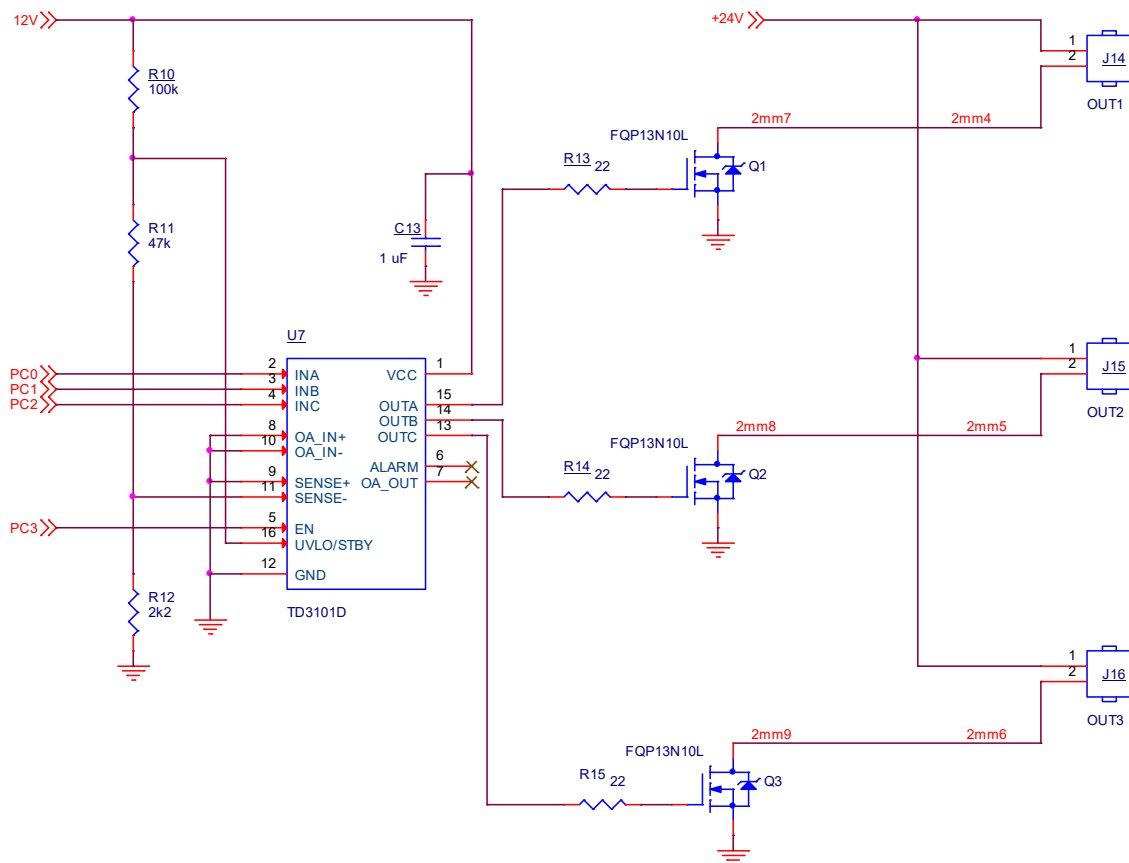 12V
+24V
R10
100k
1
2
J14
OUT1
2mm7
2mm4
FQP13N10L
R13
22
Q1
R11
47k
C13
1 uF
U7
PC0
PC1
PC2
2
INA
3
INB
4
INC
8
OA_IN+
10
OA_IN-
9
SENSE+
11
SENSE-
PC3
5
EN
16
UVLO/STBY
12
GND
1
VCC
15
OUTA
14
OUTB
13
OUTC
6
ALARM
7
OA_OUT
TD3101D
1
2
J15
OUT2
2mm8
2mm5
FQP13N10L
R14
22
Q2
R12
2k2
1
2
J16
OUT3
2mm9
2mm6
FQP13N10L
R15
22
Q3